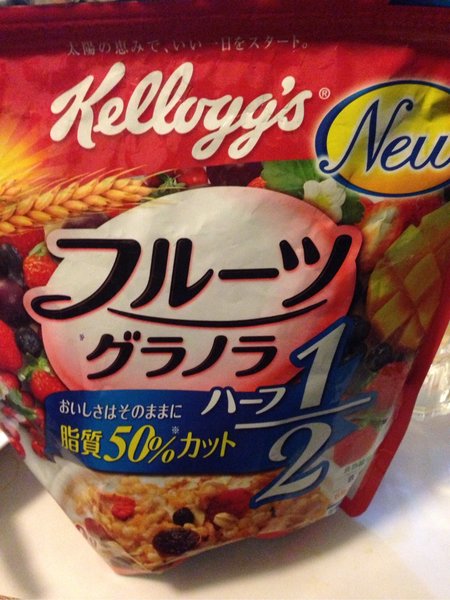 太陽の恵みで、いい一日をスタート。
Kellogg's®
New
フルーツ
※
グラノラ
ハーフ 1/2
おいしさはそのままに
脂質50%※カット